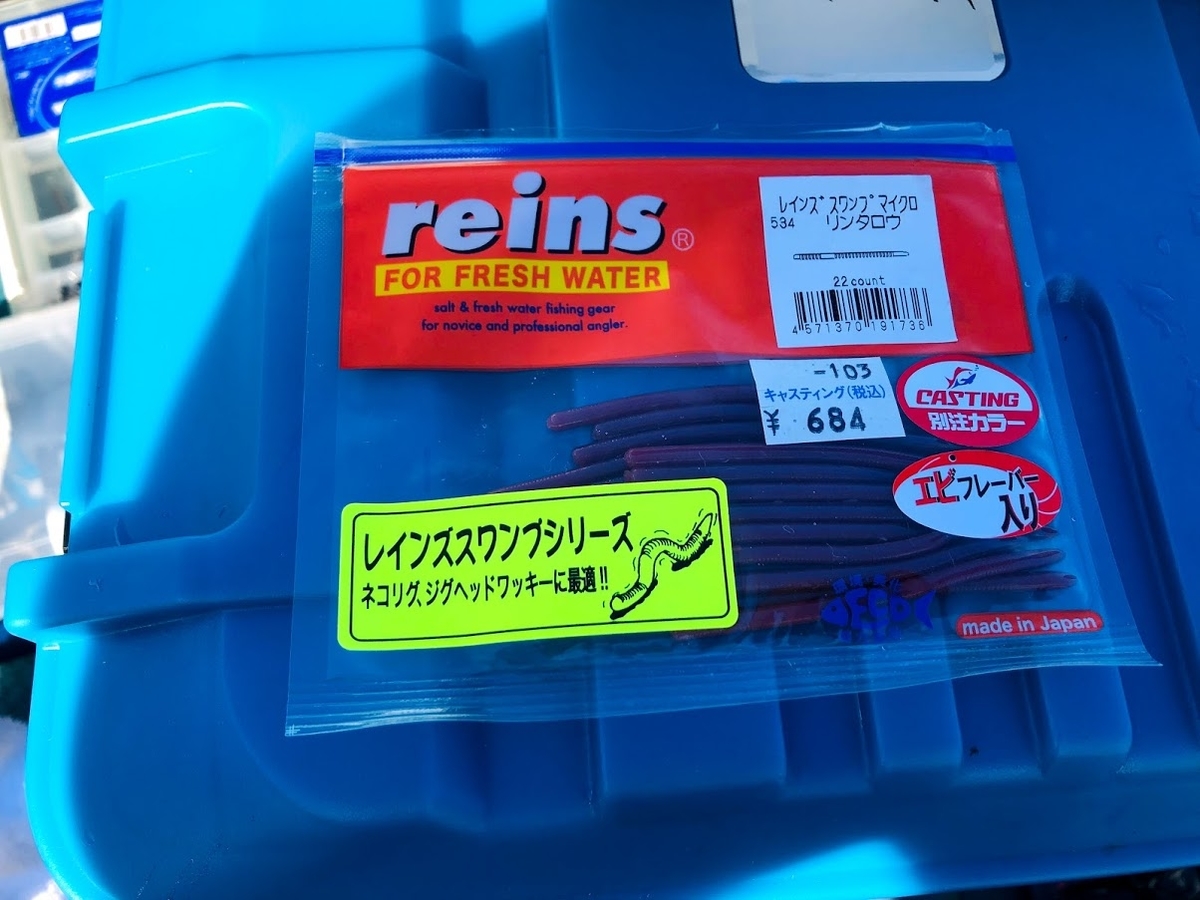 reins®
FOR FRESH WATER
salt & fresh water fishing gear
for novice and professional angler.
レインズ スワンプ マイクロ
534 リンタロウ
22 count
4 571370 191736
-103
キャスティング(税込)
¥ 684
CASTING
別注カラー
エビフレーバー
入り
レインズスワンプシリーズ
ネコリグ、ジグヘッドワッキーに最適!!
made in Japan